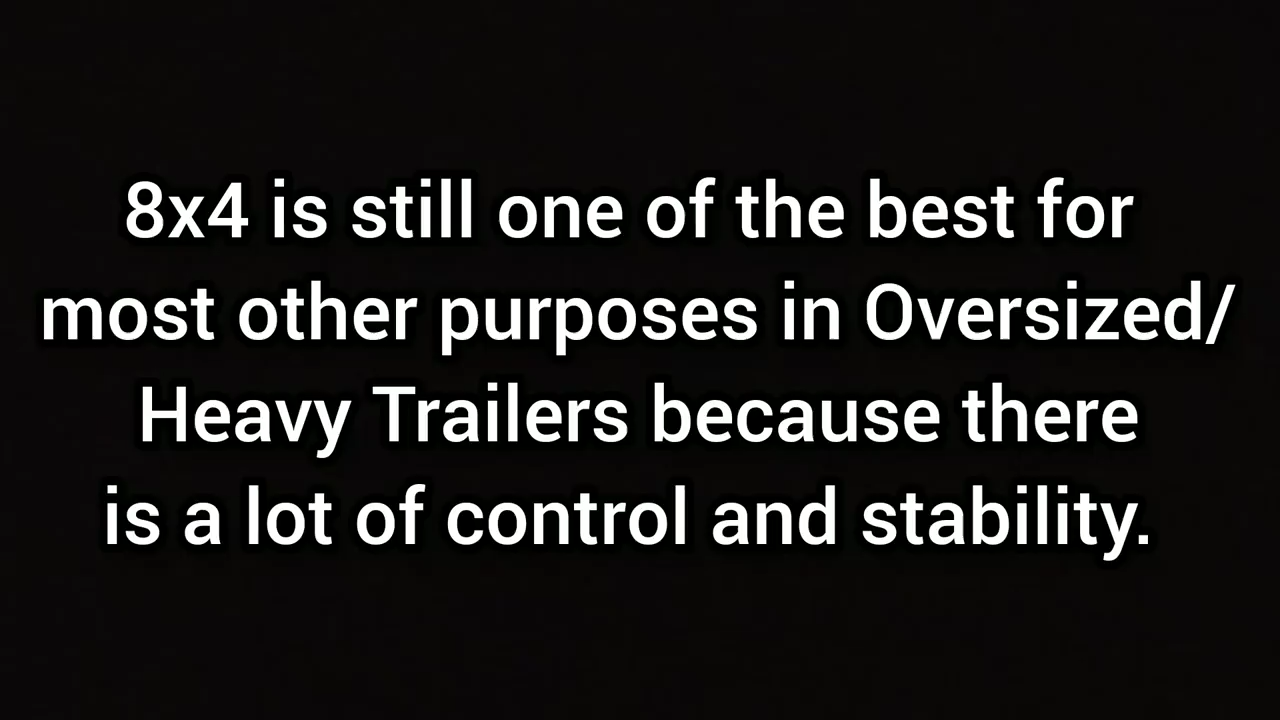 8x4 is still one of the best for
most other purposes in Oversized/
Heavy Trailers because there
is a lot of control and stability.